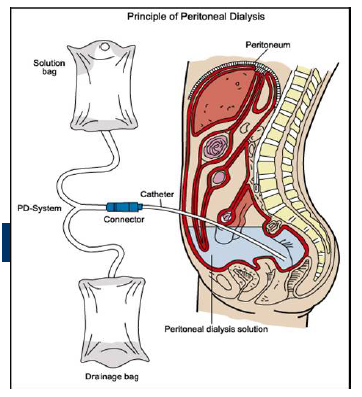 Principle of Peritoneal Dialysis
Peritoneum
Solution
bag
Catheter
PD-System
Connector
Peritoneal dialysis solution
Drainage bag